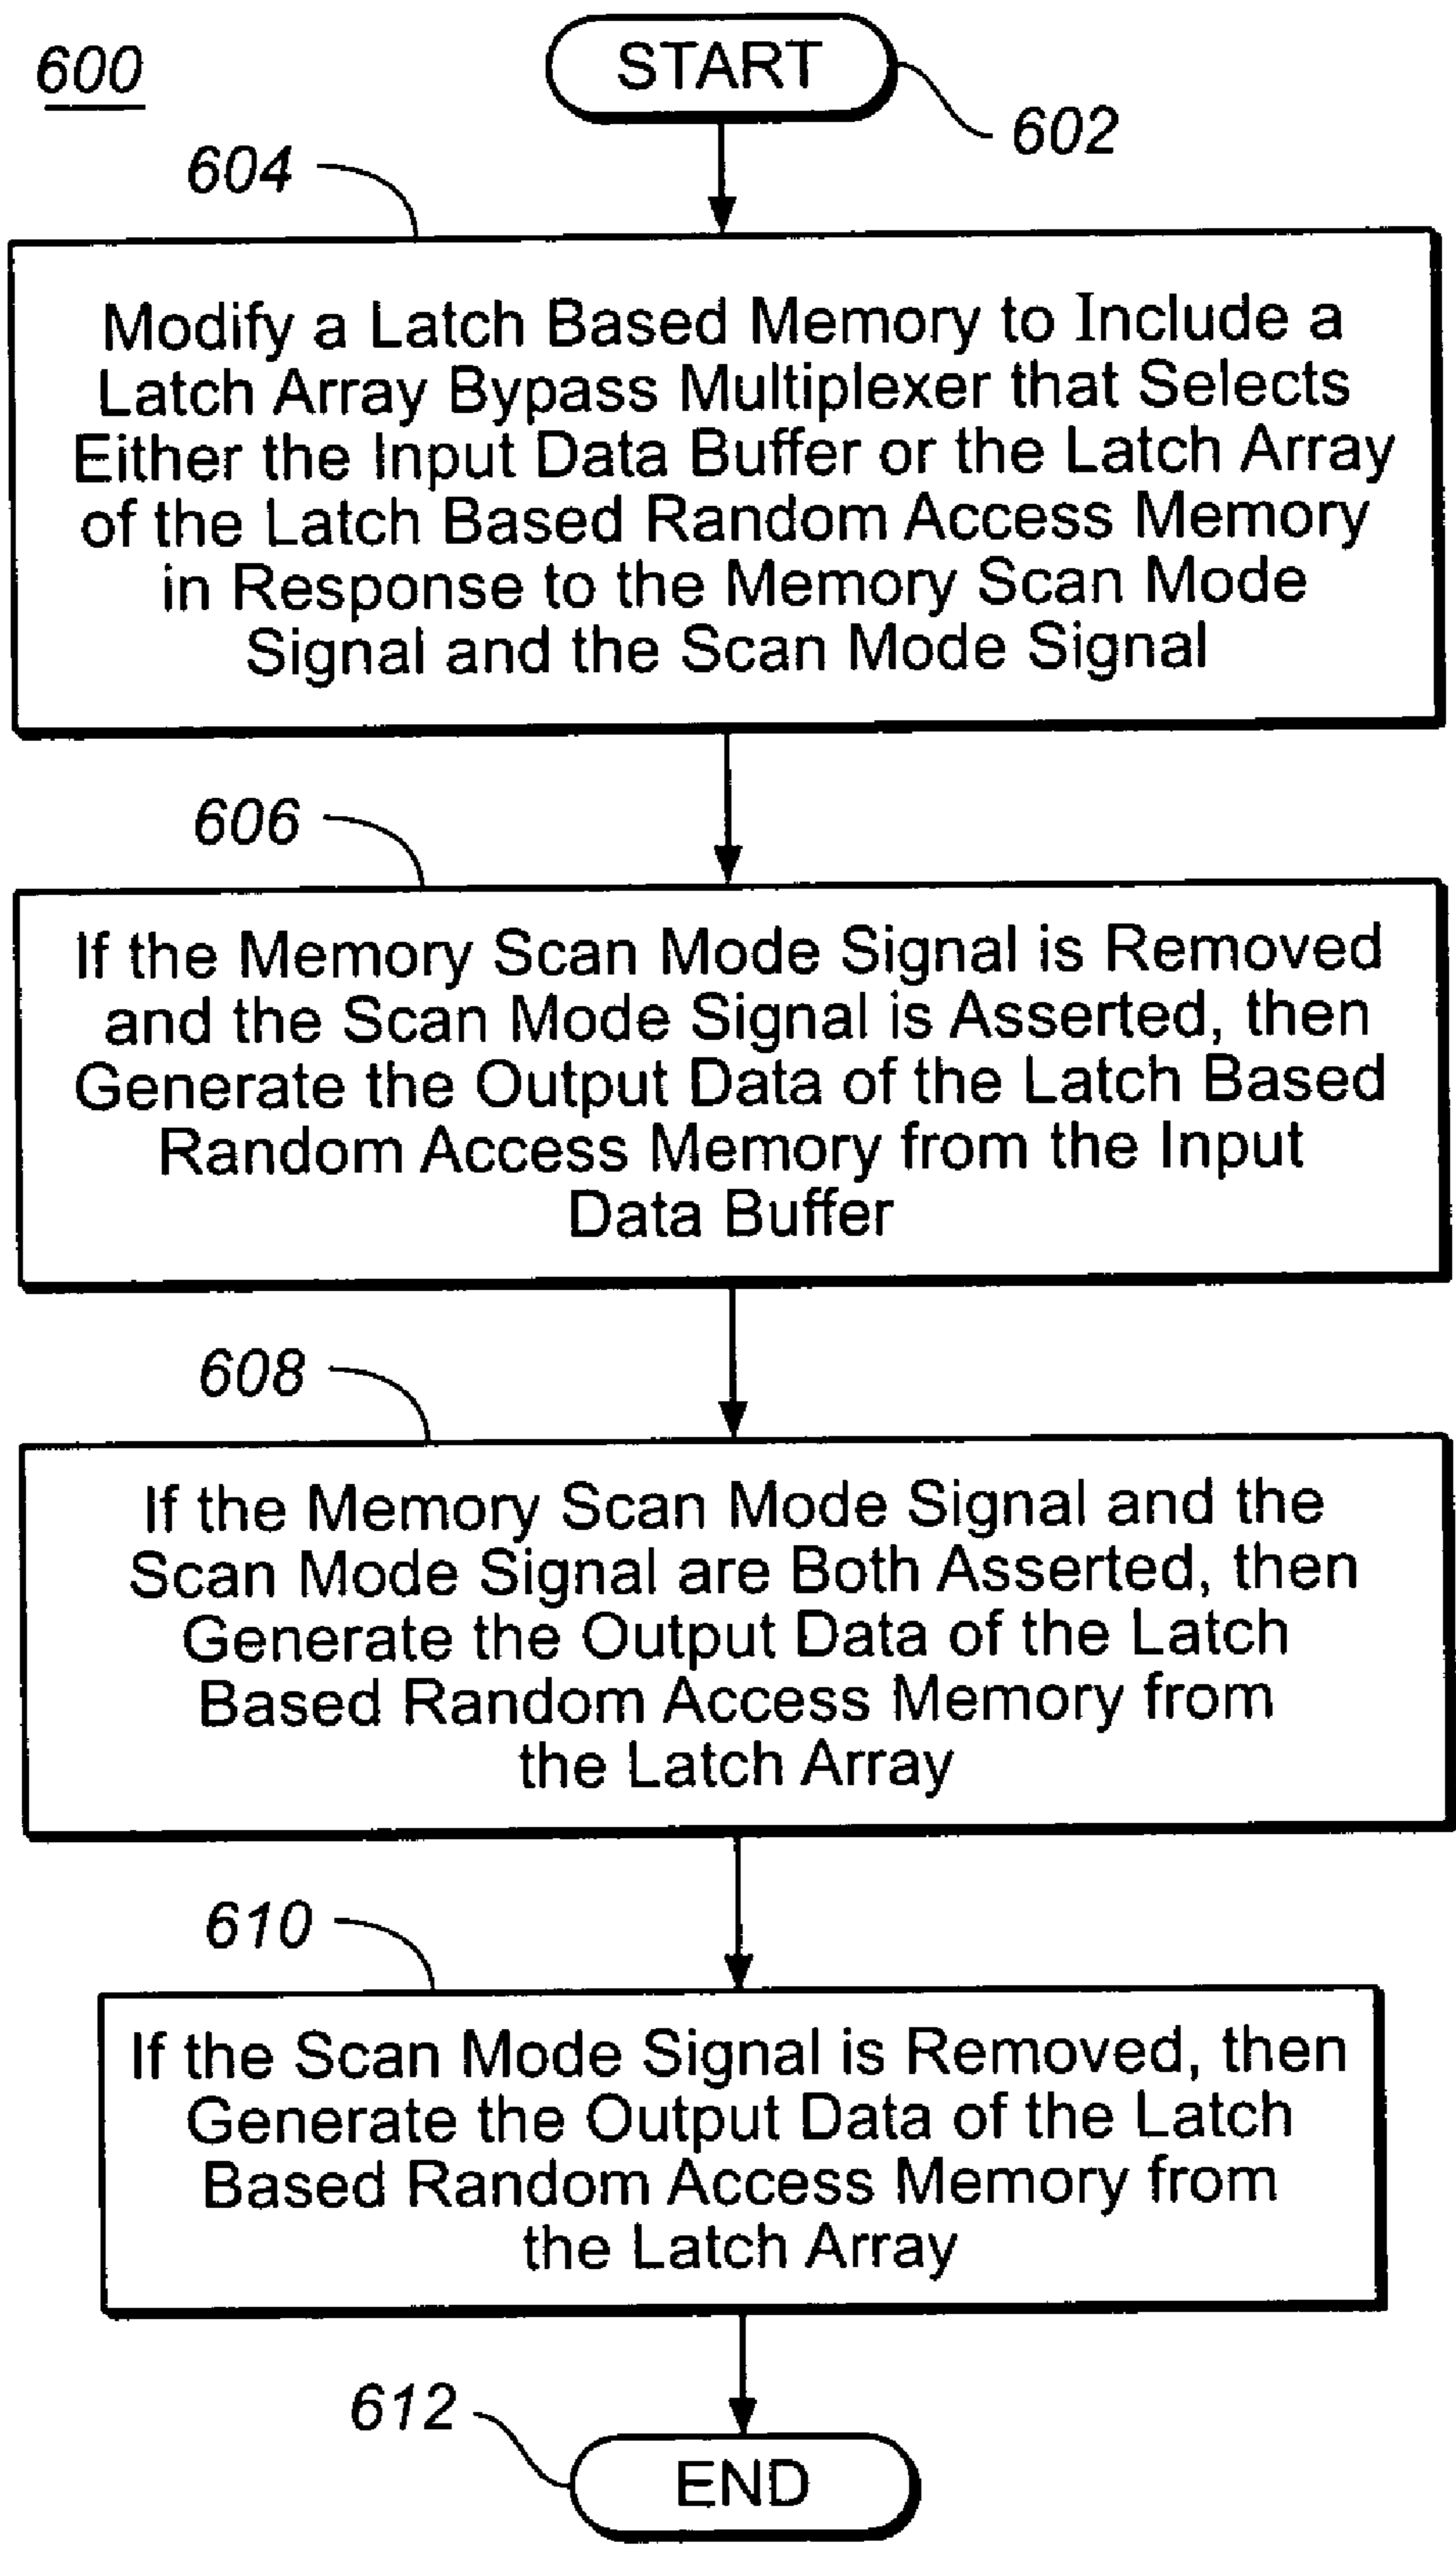 600
START
602
604
Modify a Latch Based Memory to Include a
Latch Array Bypass Multiplexer that Selects
Either the Input Data Buffer or the Latch Array
of the Latch Based Random Access Memory
in Response to the Memory Scan Mode
Signal and the Scan Mode Signal
606
If the Memory Scan Mode Signal is Removed
and the Scan Mode Signal is Asserted, then
Generate the Output Data of the Latch Based
Random Access Memory from the Input
Data Buffer
608
If the Memory Scan Mode Signal and the
Scan Mode Signal are Both Asserted, then
Generate the Output Data of the Latch
Based Random Access Memory from
the Latch Array
610
If the Scan Mode Signal is Removed, then
Generate the Output Data of the Latch
Based Random Access Memory from
the Latch Array
612
END